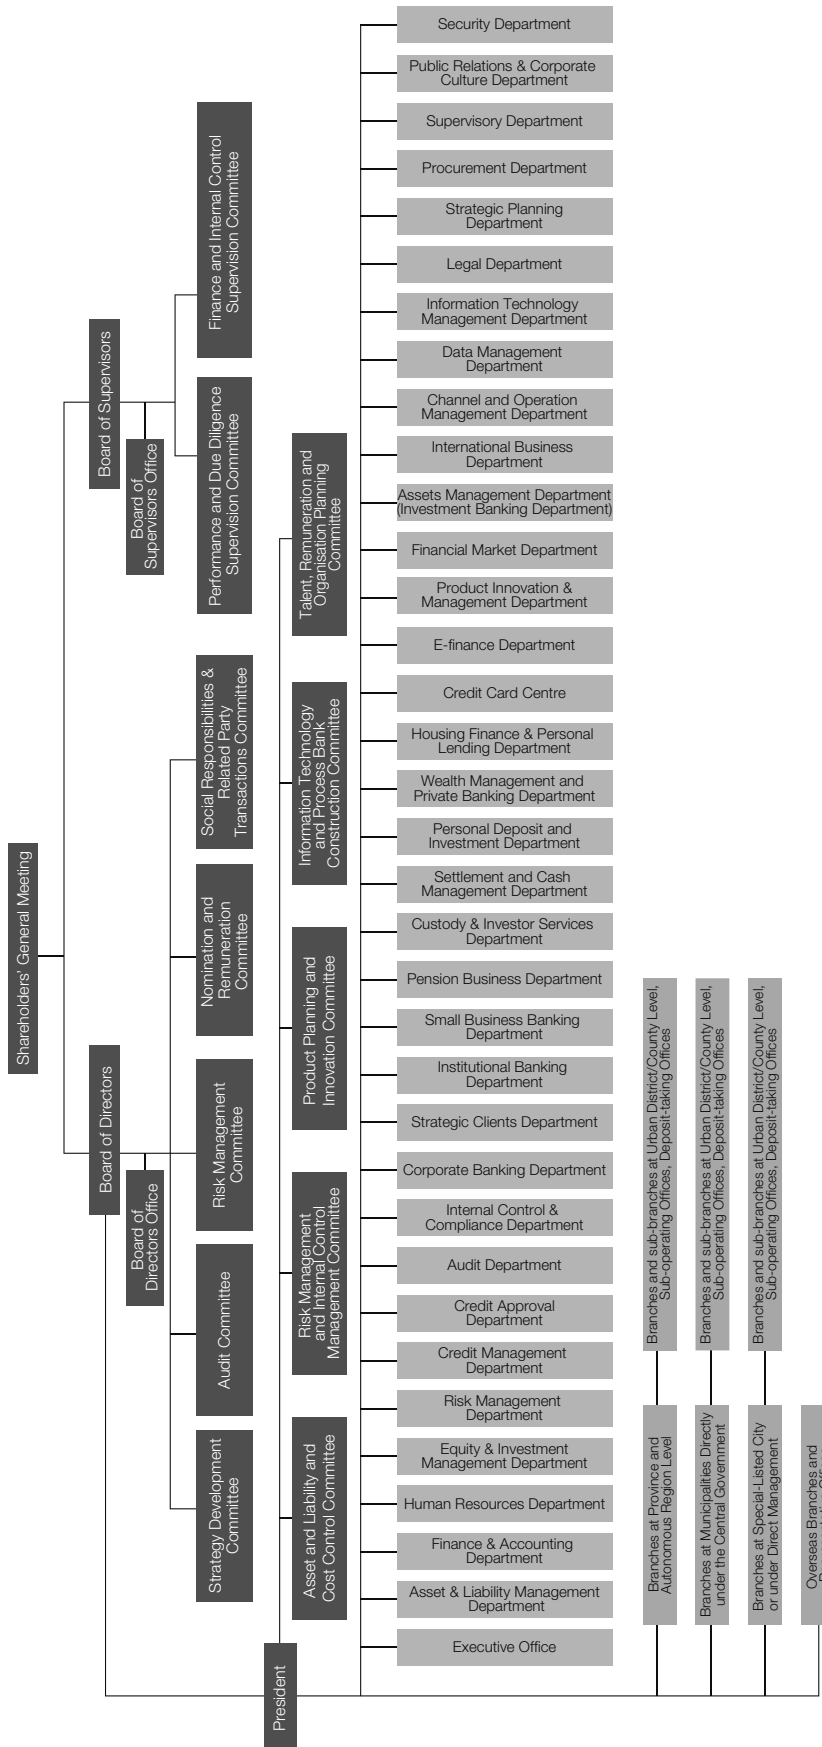 Shareholders' General Meeting
Board of Directors
Board of Supervisors
Board of
Directors Office
Board of
Supervisors Office
Strategy Development
Committee
Audit Committee
Risk Management
Committee
Nomination and
Remuneration
Committee
Social Responsibilities &
Related Party
Transactions Committee
Performance and Due Diligence
Supervision Committee
Finance and Internal Control
Supervision Committee
President
Asset and Liability and
Cost Control Committee
Risk Management
and Internal Control
Management Committee
Product Planning and
Innovation Committee
Information Technology
and Process Bank
Construction Committee
Talent, Remuneration and
Organisation Planning
Committee
Security Department
Public Relations & Corporate
Culture Department
Supervisory Department
Procurement Department
Strategic Planning
Department
Legal Department
Information Technology
Management Department
Data Management
Department
Channel and Operation
Management Department
International Business
Department
Assets Management Department
(Investment Banking Department)
Financial Market Department
Product Innovation &
Management Department
E-finance Department
Credit Card Centre
Housing Finance & Personal
Lending Department
Wealth Management and
Private Banking Department
Personal Deposit and
Investment Department
Settlement and Cash
Management Department
Custody & Investor Services
Department
Pension Business Department
Small Business Banking
Department
Institutional Banking
Department
Strategic Clients Department
Corporate Banking Department
Internal Control &
Compliance Department
Audit Department
Credit Approval
Department
Credit Management
Department
Risk Management
Department
Equity & Investment
Management Department
Human Resources Department
Finance & Accounting
Department
Asset & Liability Management
Department
Executive Office
Branches at Province and
Autonomous Region Level
Branches and sub-branches at Urban District/County Level,
Sub-operating Offices, Deposit-taking Offices
Branches at Municipalities Directly
under the Central Government
Branches and sub-branches at Urban District/County Level,
Sub-operating Offices, Deposit-taking Offices
Branches at Special-Listed City
or under Direct Management
Branches and sub-branches at Urban District/County Level,
Sub-operating Offices, Deposit-taking Offices
Overseas Branches and